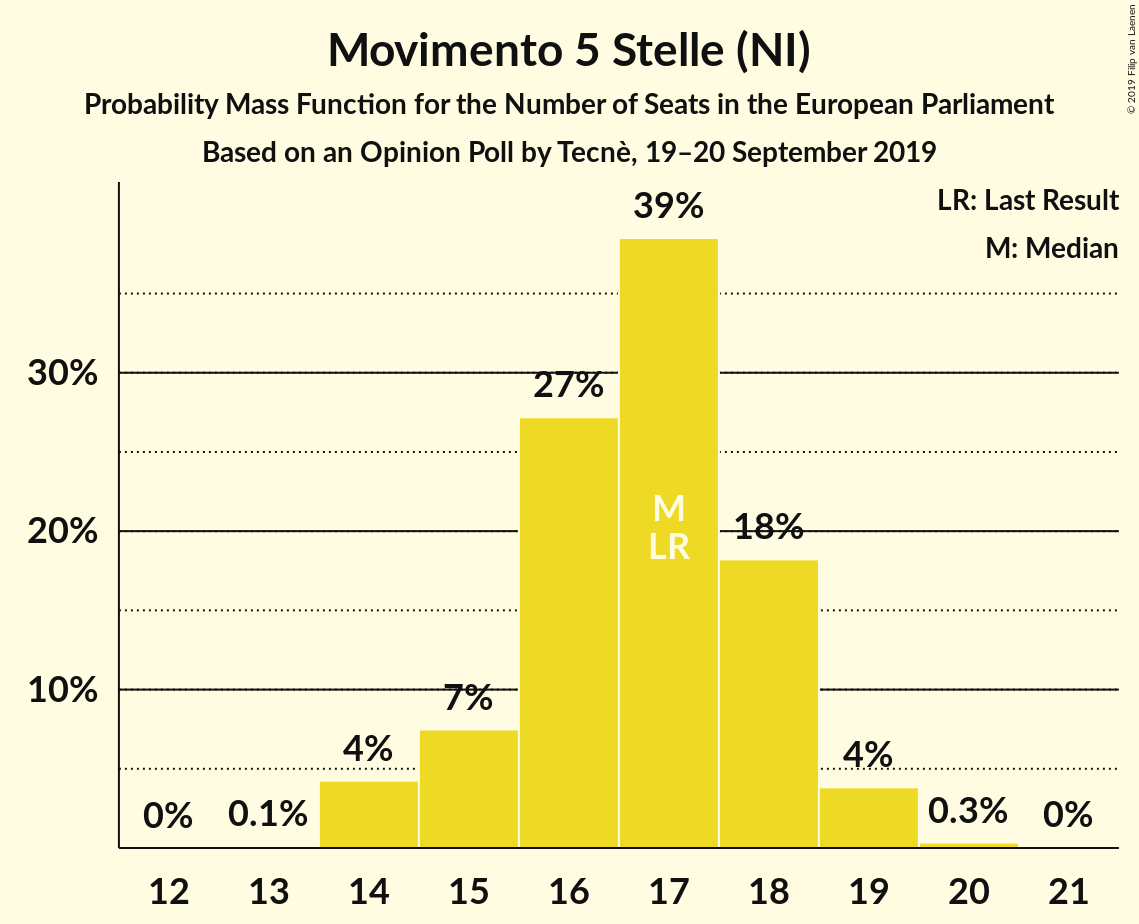 Movimento 5 Stelle (NI)
Probability Mass Function for the Number of Seats in the European Parliament
Based on an Opinion Poll by Tecnè, 19–20 September 2019
© 2019 Filip van Laenen
LR: Last Result
M: Median
39%
30%
27%
20%
18%
M
LR
10%
7%
4%
4%
0%
0.1%
0.3%
0%
12 13 14 15 16 17 18 19 20 21